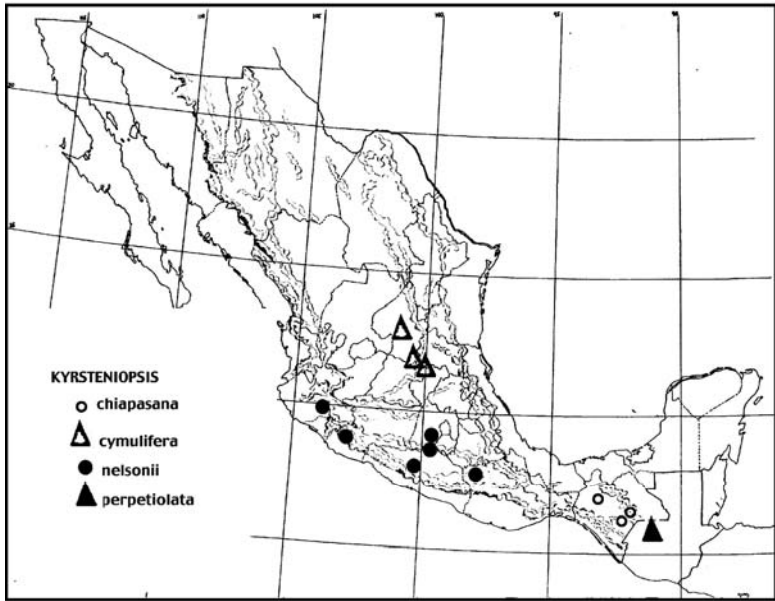 KYRSTENIOPSIS
chiapasana
cymulifera
nelsonii
perpetiolata